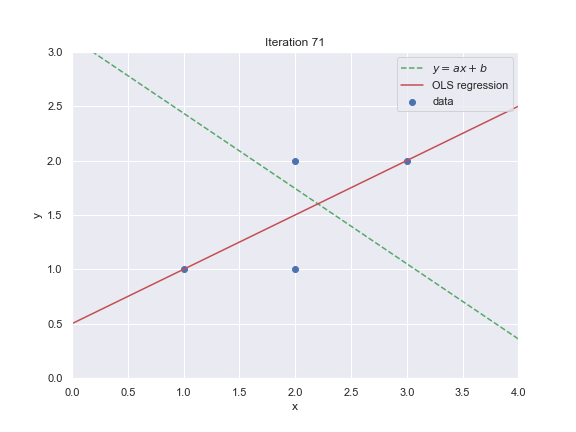 Iteration 71
3.0
2.5
2.0
1.5
1.0
0.5
0.0
y
y = ax + b
OLS regression
data
0.0 0.5 1.0 1.5 2.0 2.5 3.0 3.5 4.0
x